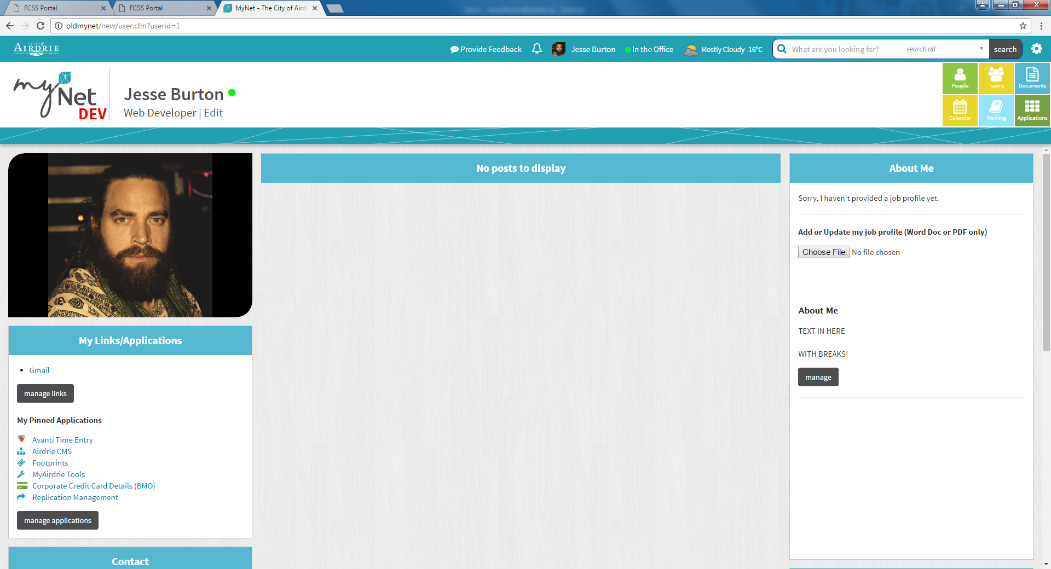 FCSS Portal
FCSS Portal
MyNet - The City of Aird
oldmynet/new/user.cfm?userid=1
AIRDRIE
Provide Feedback
Jesse Burton
In the Office
Mostly Cloudy -16°C
What are you looking for?
search all
search
myNet
DEV
Jesse Burton
Web Developer | Edit
People
Teams
Documents
Calendar
Training
Applications
No posts to display
About Me
Sorry, I haven't provided a job profile yet.
Add or Update my job profile (Word Doc or PDF only)
Choose File No file chosen
About Me
TEXT IN HERE
WITH BREAKS!
manage
My Links/Applications
Gmail
manage links
My Pinned Applications
Avanti Time Entry
Airdrie CMS
Footprints
MyAirdrie Tools
Corporate Credit Card Details (BMO)
Replication Management
manage applications
Contact